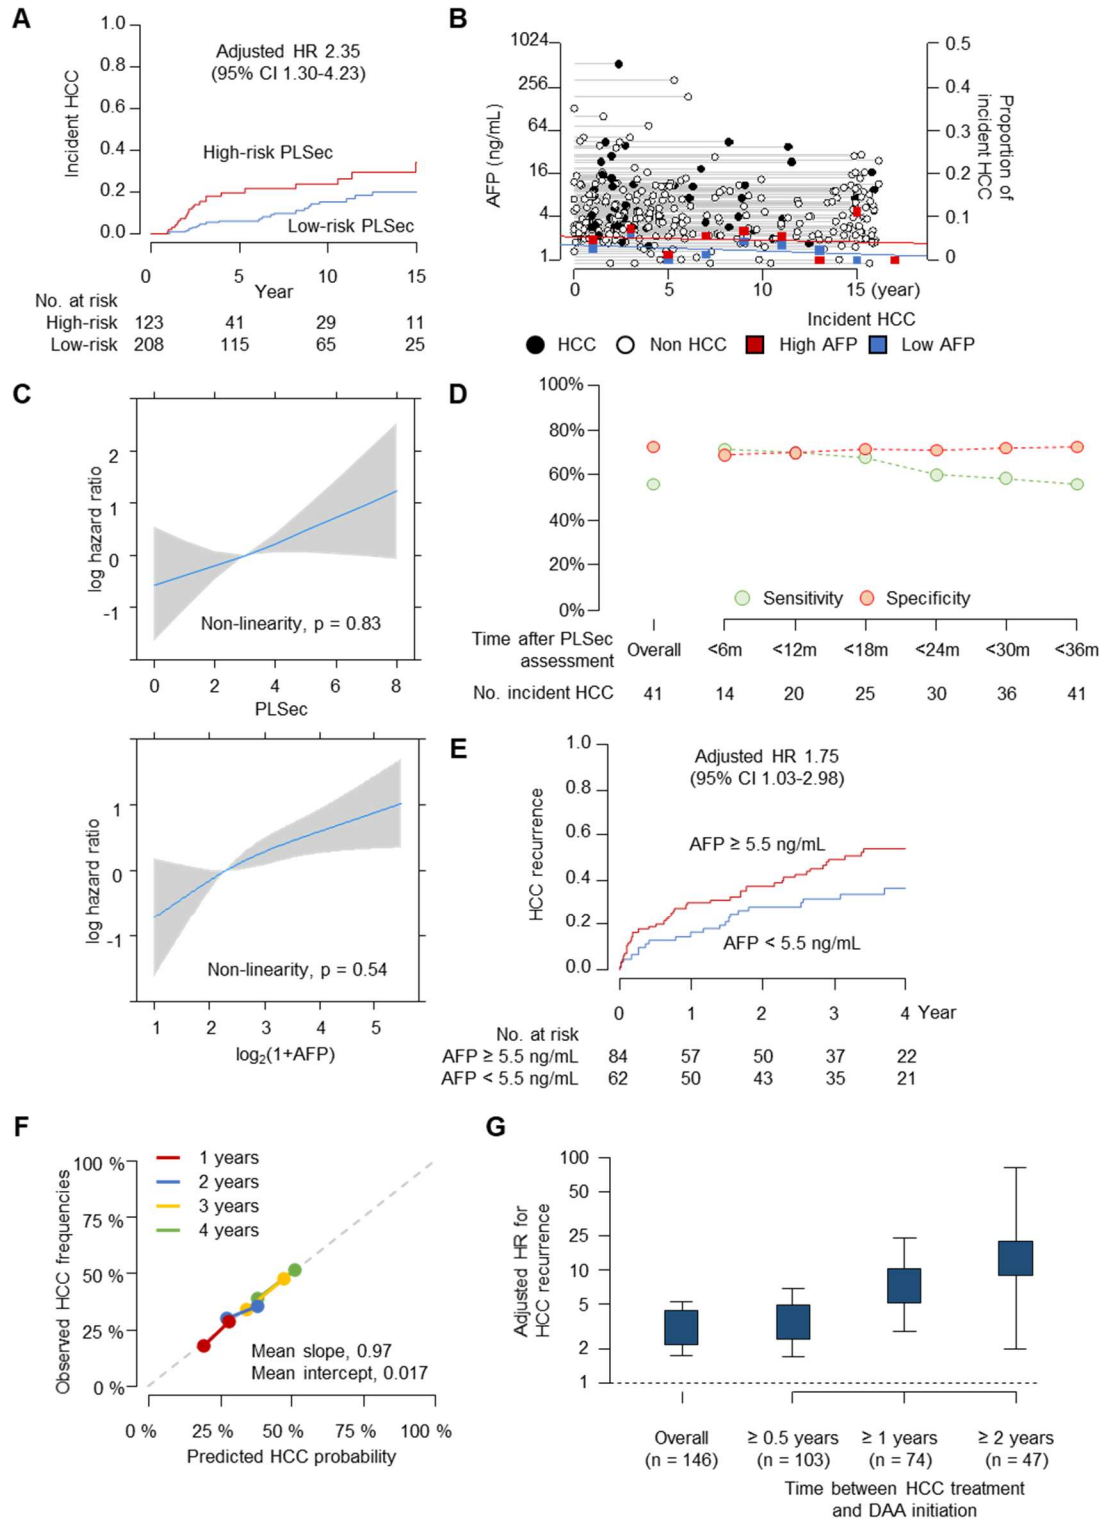 A
Incident HCC
1.0
0.8
0.6
0.4
0.2
0.0
Adjusted HR 2.35
(95% CI 1.30-4.23)
High-risk PLSec
Low-risk PLSec
0 5 10 15
Year
No. at risk
High-risk 123 41 29 11
Low-risk 208 115 65 25
B
AFP (ng/mL)
1024
256
64
16
4
1
0.5
0.4
0.3
0.2
0.1
0
Proportion of
incident HCC
0 5 10 15 (year)
Incident HCC
HCC Non HCC High AFP Low AFP
C
log hazard ratio
2
1
0
-1
Non-linearity, p = 0.83
0 2 4 6 8
PLSec
log hazard ratio
1
0
-1
Non-linearity, p = 0.54
1 2 3 4 5
log₂(1+AFP)
D
100%
80%
60%
40%
20%
0%
Sensitivity Specificity
Time after PLSec
assessment
Overall <6m <12m <18m <24m <30m <36m
No. incident HCC 41 14 20 25 30 36 41
E
HCC recurrence
1.0
0.8
0.6
0.4
0.2
0.0
Adjusted HR 1.75
(95% CI 1.03-2.98)
AFP ≥ 5.5 ng/mL
AFP < 5.5 ng/mL
0 1 2 3 4 Year
No. at risk
AFP ≥ 5.5 ng/mL 84 57 50 37 22
AFP < 5.5 ng/mL 62 50 43 35 21
F
Observed HCC frequencies
100 %
75 %
50 %
25 %
0 %
1 years
2 years
3 years
4 years
Mean slope, 0.97
Mean intercept, 0.017
0 % 25 % 50 % 75 % 100 %
Predicted HCC probability
G
Adjusted HR for
HCC recurrence
100
50
25
10
5
2
1
Overall ≥ 0.5 years ≥ 1 years ≥ 2 years
(n = 146) (n = 103) (n = 74) (n = 47)
Time between HCC treatment
and DAA initiation